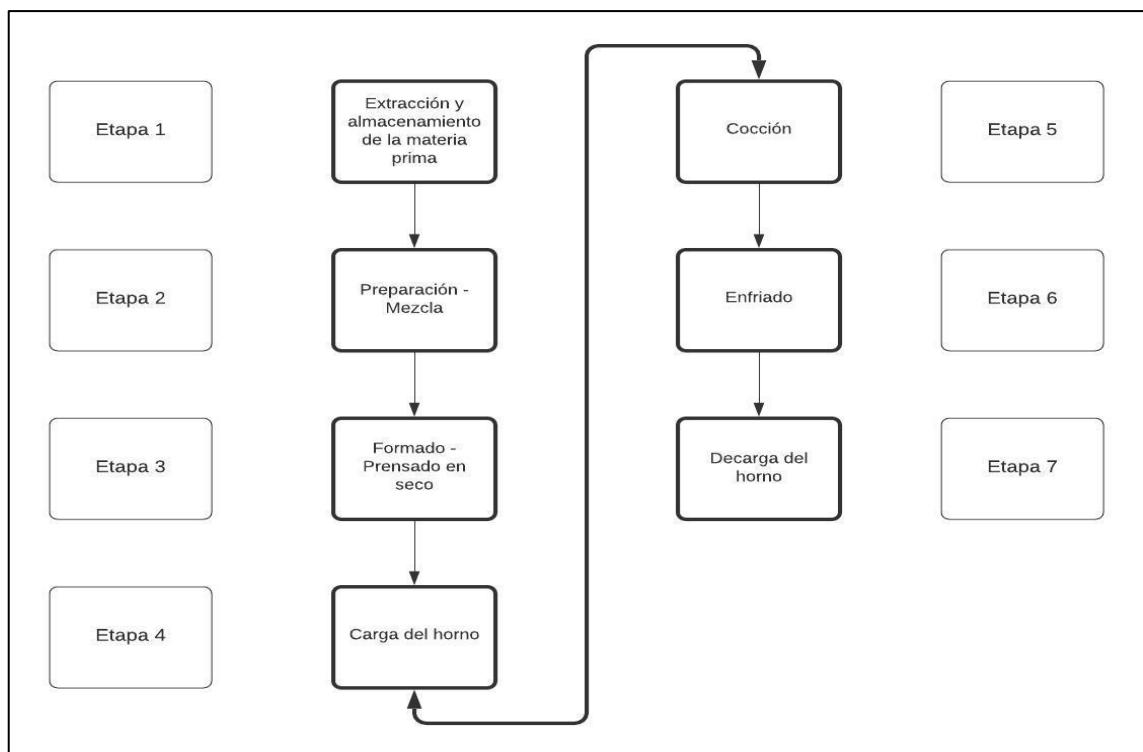 Etapa 1
Extracción y
almacenamiento
de la materia
prima
Etapa 2
Preparación -
Mezcla
Etapa 3
Formado -
Prensado en
seco
Etapa 4
Carga del horno
Cocción
Etapa 5
Enfriado
Etapa 6
Decarga del
horno
Etapa 7